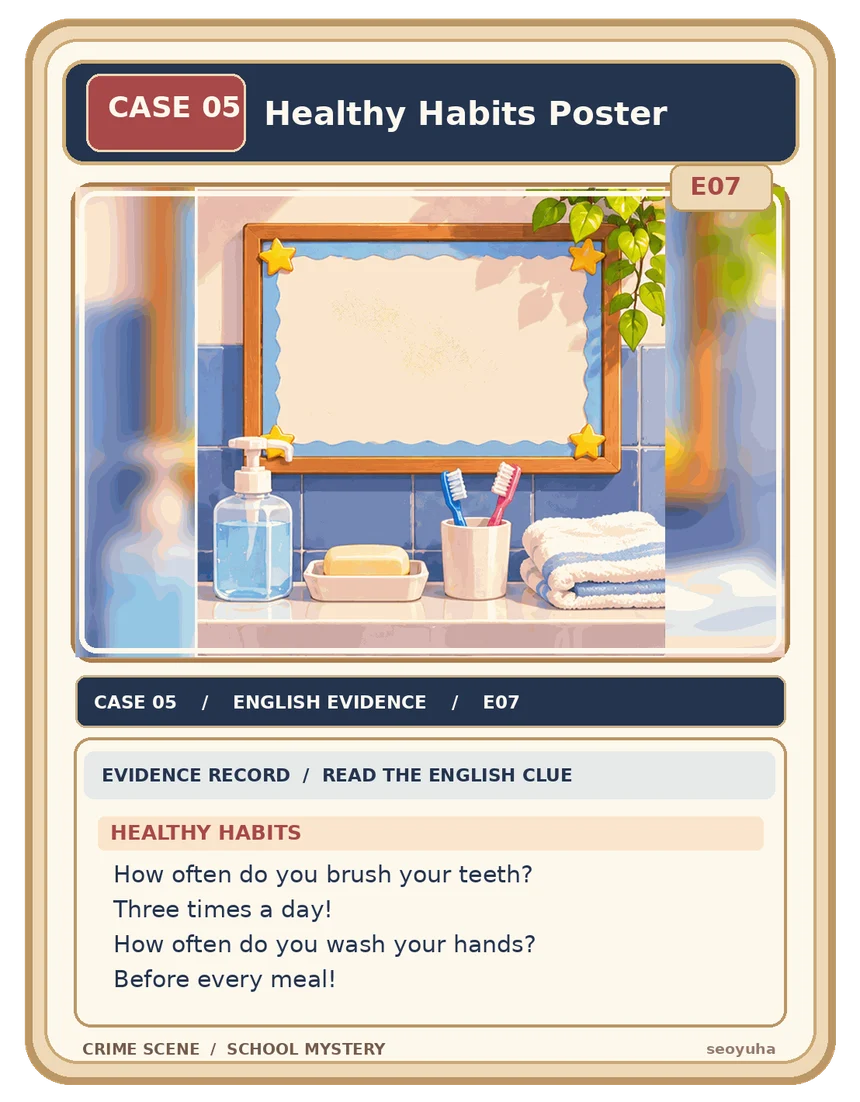 CASE 05
Healthy Habits Poster
E07
CASE 05 / ENGLISH EVIDENCE / E07
EVIDENCE RECORD / READ THE ENGLISH CLUE
HEALTHY HABITS
How often do you brush your teeth?
Three times a day!
How often do you wash your hands?
Before every meal!
CRIME SCENE / SCHOOL MYSTERY
seoyuha